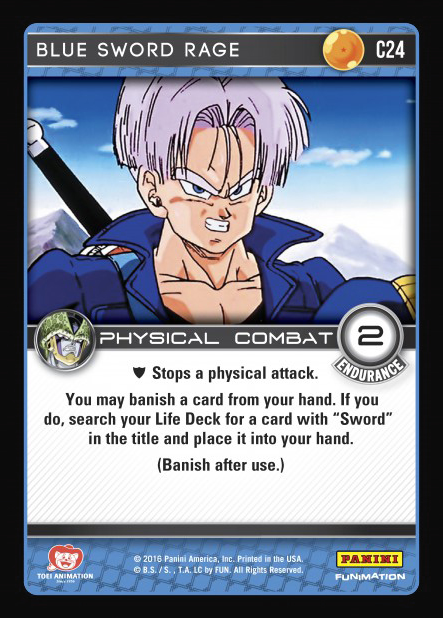 BLUE SWORD RAGE C24
PHYSICAL COMBAT 2
ENDURANCE
Stops a physical attack.
You may banish a card from your hand. If you
do, search your Life Deck for a card with “Sword”
in the title and place it into your hand.
(Banish after use.)
TOEI ANIMATION
© 2016 Panini America, Inc. Printed in the USA.
© B.S. / S., T.A. LC by FUN. All Rights Reserved.
PANINI
FUNIMATION